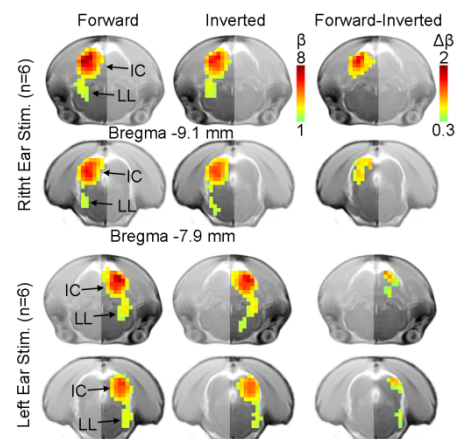 Forward Inverted Forward-Inverted
Ritht Ear Stim. (n=6)
IC
LL
β
8
1
Δβ
2
0.3
Bregma -9.1 mm
IC
LL
Bregma -7.9 mm
Left Ear Stim. (n=6)
IC
LL
IC
LL